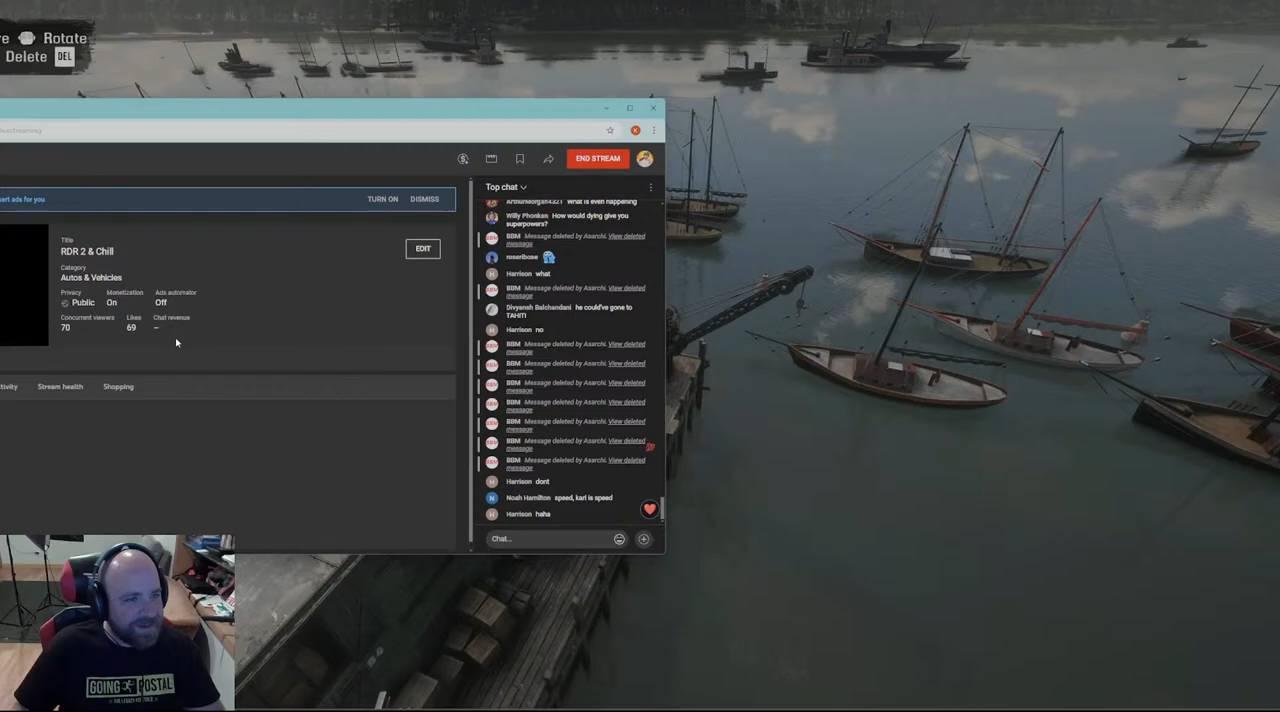 Rotate
Delete DEL
END STREAM
art ads for you
TURN ON
DISMISS
Title
RDR 2 & Chill
EDIT
Category
Autos & Vehicles
Privacy
Monetization
Ads automator
Public
On
Off
Concurrent viewers
Likes
Chat revenue
70
69
–
Stream health
Shopping
Top chat
What is even happening
Willy Phonken How would dying give you
superpowers?
BBM Message deleted by Asarchi. View deleted
message
roseribose
Harrison what
BBM Message deleted by Asarchi. View deleted
message
Divyansh Balchandani he could've gone to
TAHITI
Harrison no
BBM Message deleted by Asarchi. View deleted
message
BBM Message deleted by Asarchi. View deleted
message
BBM Message deleted by Asarchi. View deleted
message
BBM Message deleted by Asarchi. View deleted
message
BBM Message deleted by Asarchi. View deleted
message
BBM Message deleted by Asarchi. View deleted
message
BBM Message deleted by Asarchi. View deleted
message
Harrison dont
Noah Hamilton speed, karl is speed
Harrison haha
Chat...
GOING POSTAL